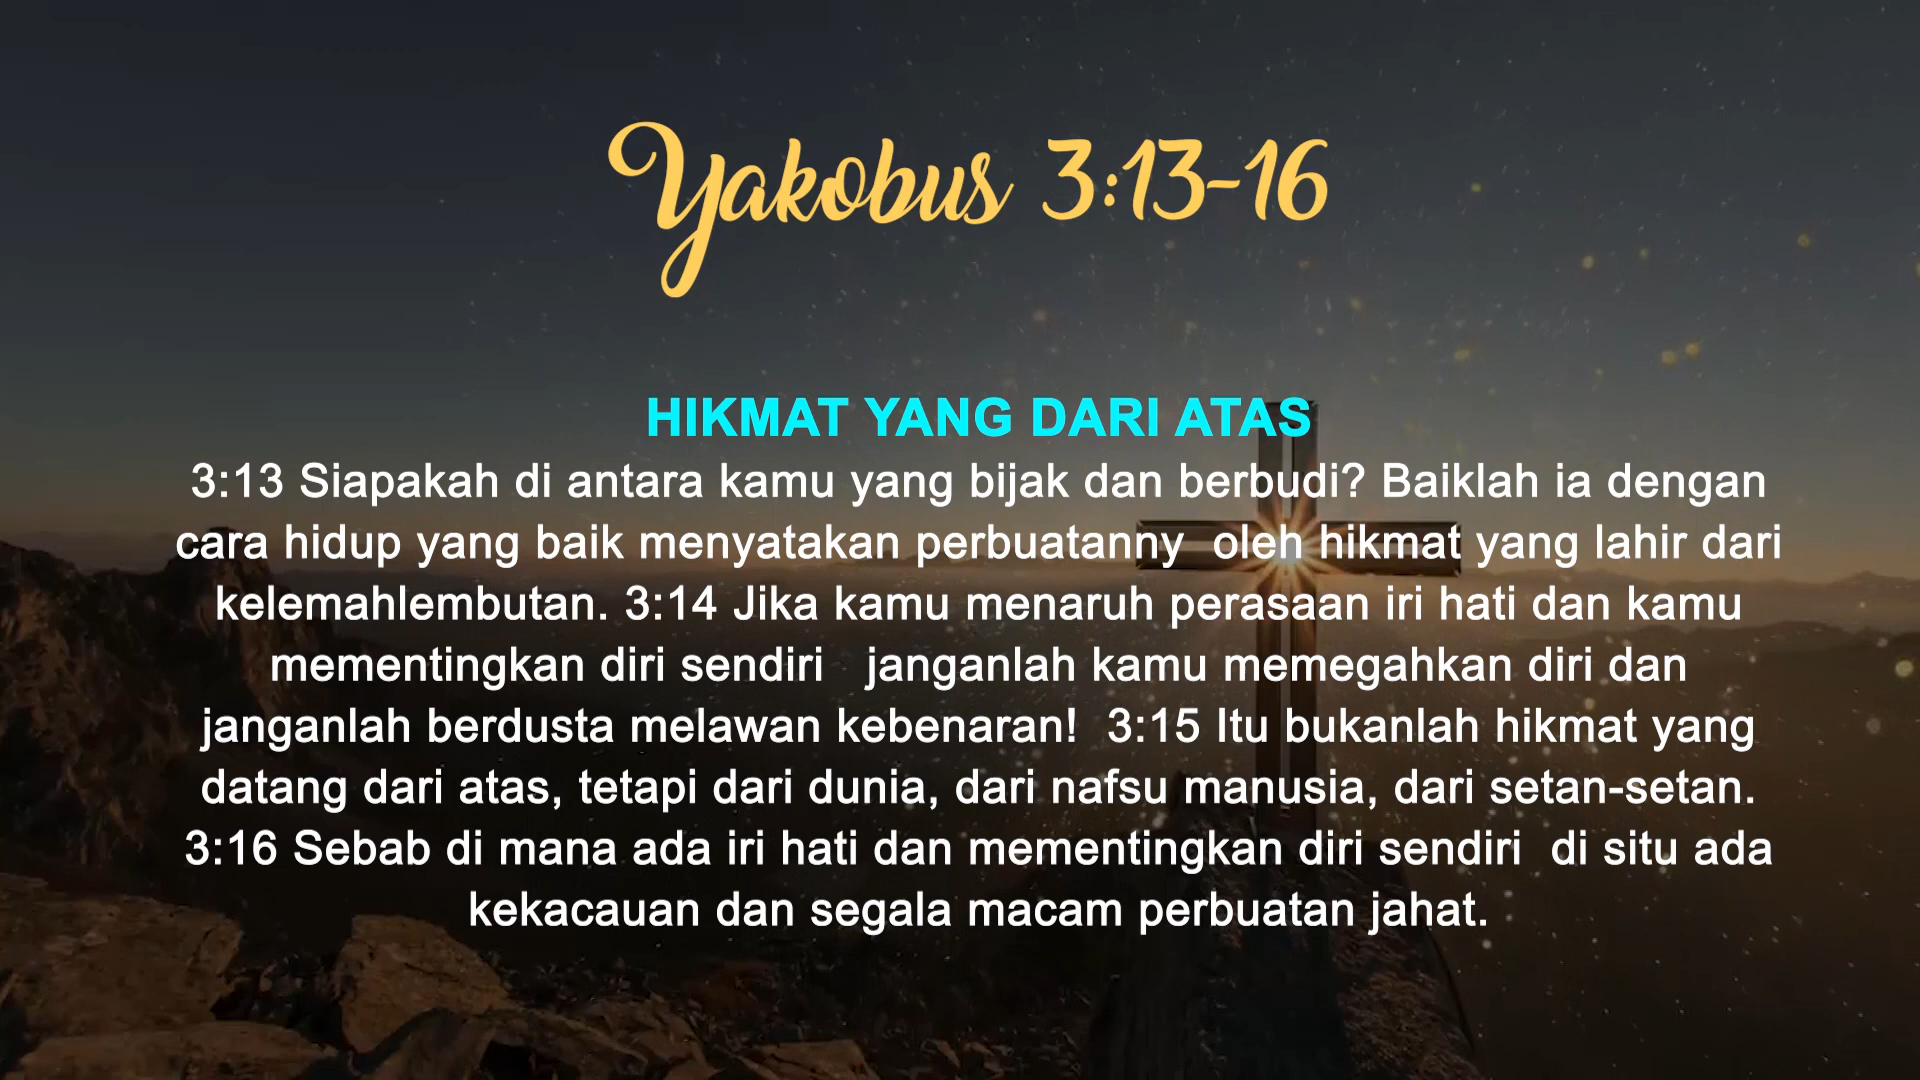 Yakobus 3:13-16
HIKMAT YANG DARI ATAS
3:13 Siapakah di antara kamu yang bijak dan berbudi? Baiklah ia dengan
cara hidup yang baik menyatakan perbuatanny  oleh hikmat yang lahir dari
kelemahlembutan. 3:14 Jika kamu menaruh perasaan iri hati dan kamu
mementingkan diri sendiri   janganlah kamu memegahkan diri dan
janganlah berdusta melawan kebenaran!  3:15 Itu bukanlah hikmat yang
datang dari atas, tetapi dari dunia, dari nafsu manusia, dari setan-setan.
3:16 Sebab di mana ada iri hati dan mementingkan diri sendiri  di situ ada
kekacauan dan segala macam perbuatan jahat.